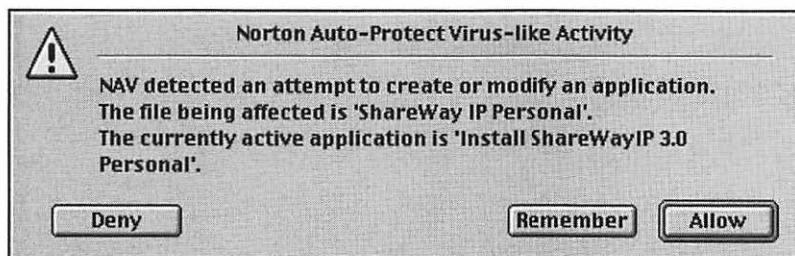 Norton Auto-Protect Virus-like Activity
NAV detected an attempt to create or modify an application.
The file being affected is 'ShareWay IP Personal'.
The currently active application is 'Install ShareWayIP 3.0
Personal'.
Deny Remember Allow